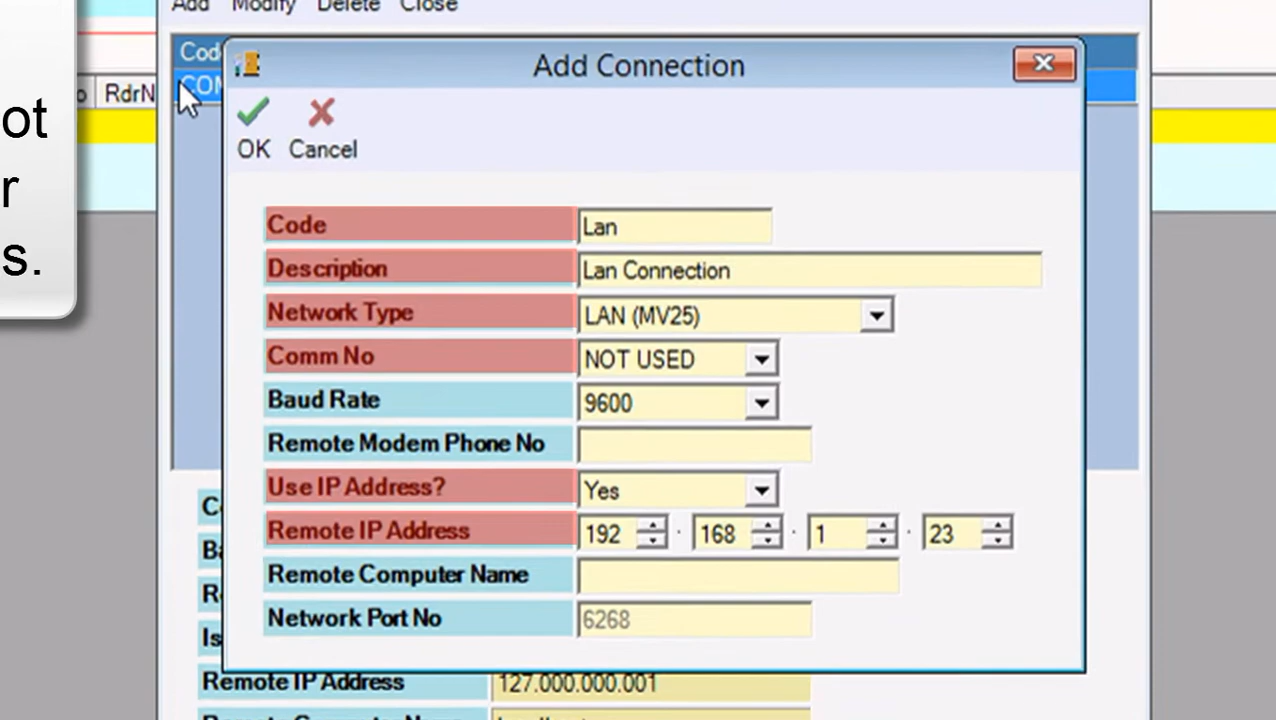 Add Modify Delete Close
Add Connection
OK Cancel
Code Lan
Description Lan Connection
Network Type LAN (MV25)
Comm No NOT USED
Baud Rate 9600
Remote Modem Phone No
Use IP Address? Yes
Remote IP Address 192 · 168 · 1 · 23
Remote Computer Name
Network Port No 6268
Remote IP Address 127.000.000.001
ot
r
s.
RdrN